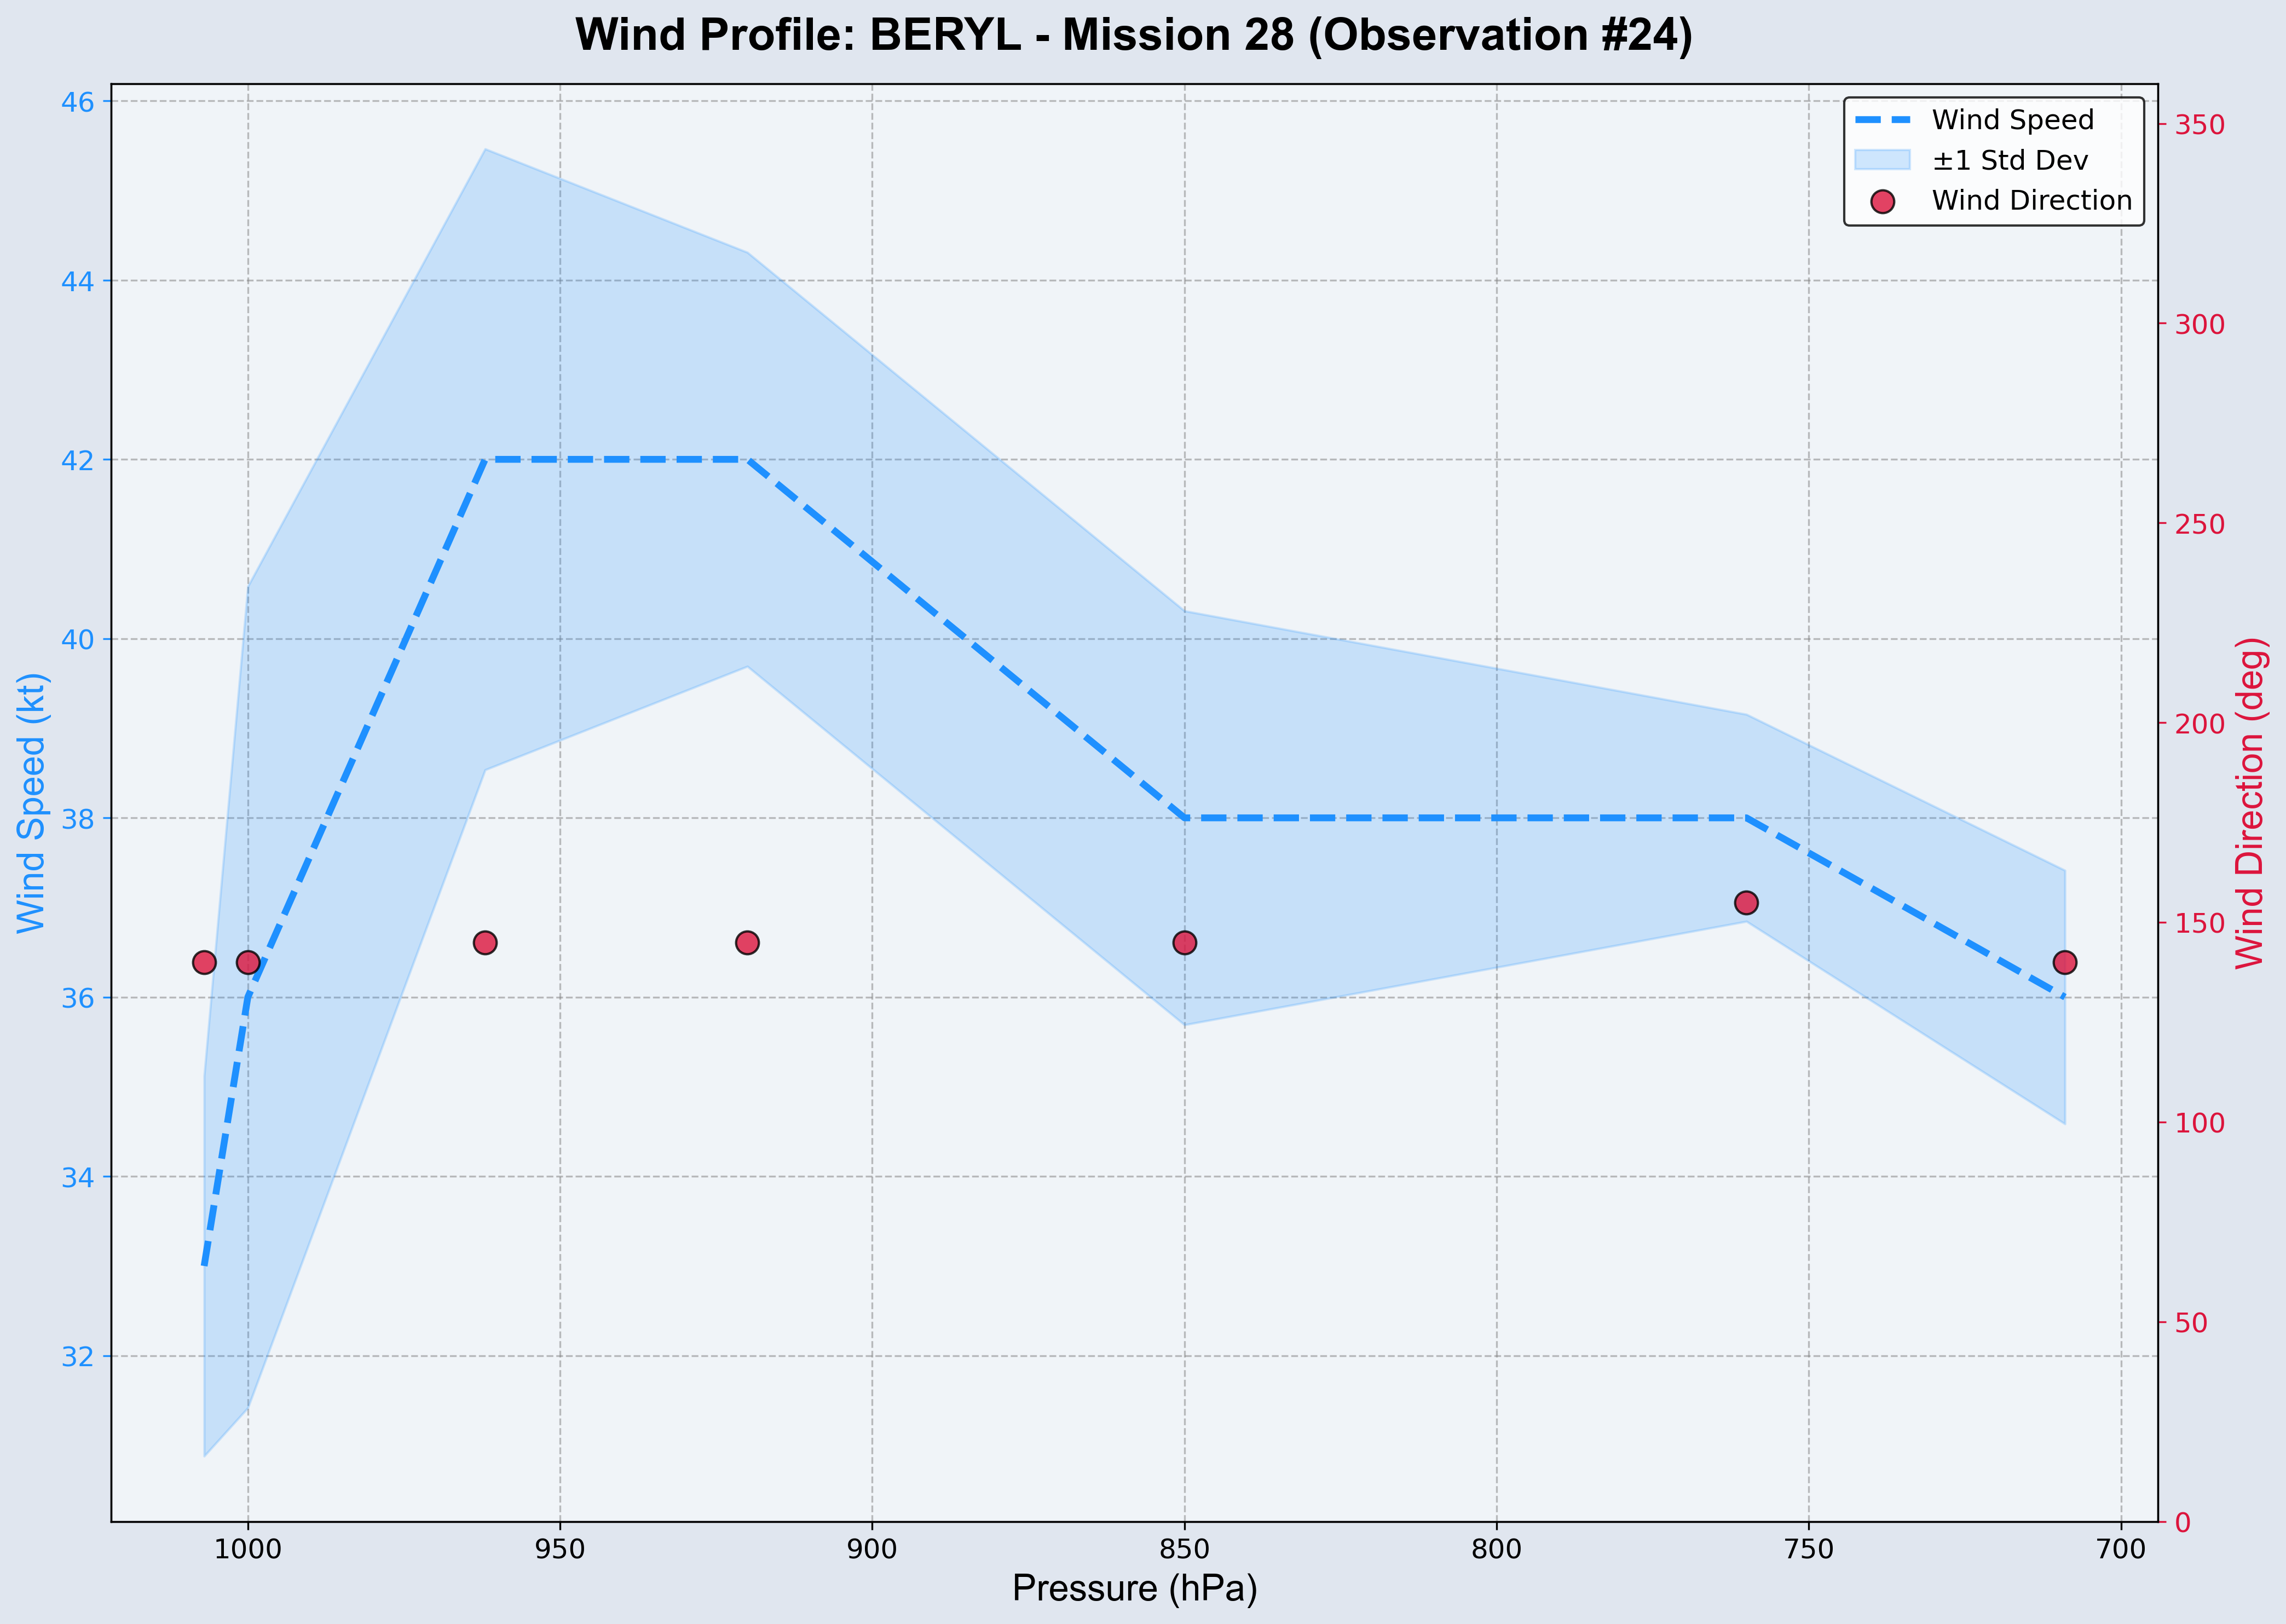 Wind Profile: BERYL - Mission 28 (Observation #24)
Wind Speed
±1 Std Dev
Wind Direction
Wind Speed (kt)
46
44
42
40
38
36
34
32
350
300
250
200
150
100
50
0
Wind Direction (deg)
1000 950 900 850 800 750 700
Pressure (hPa)